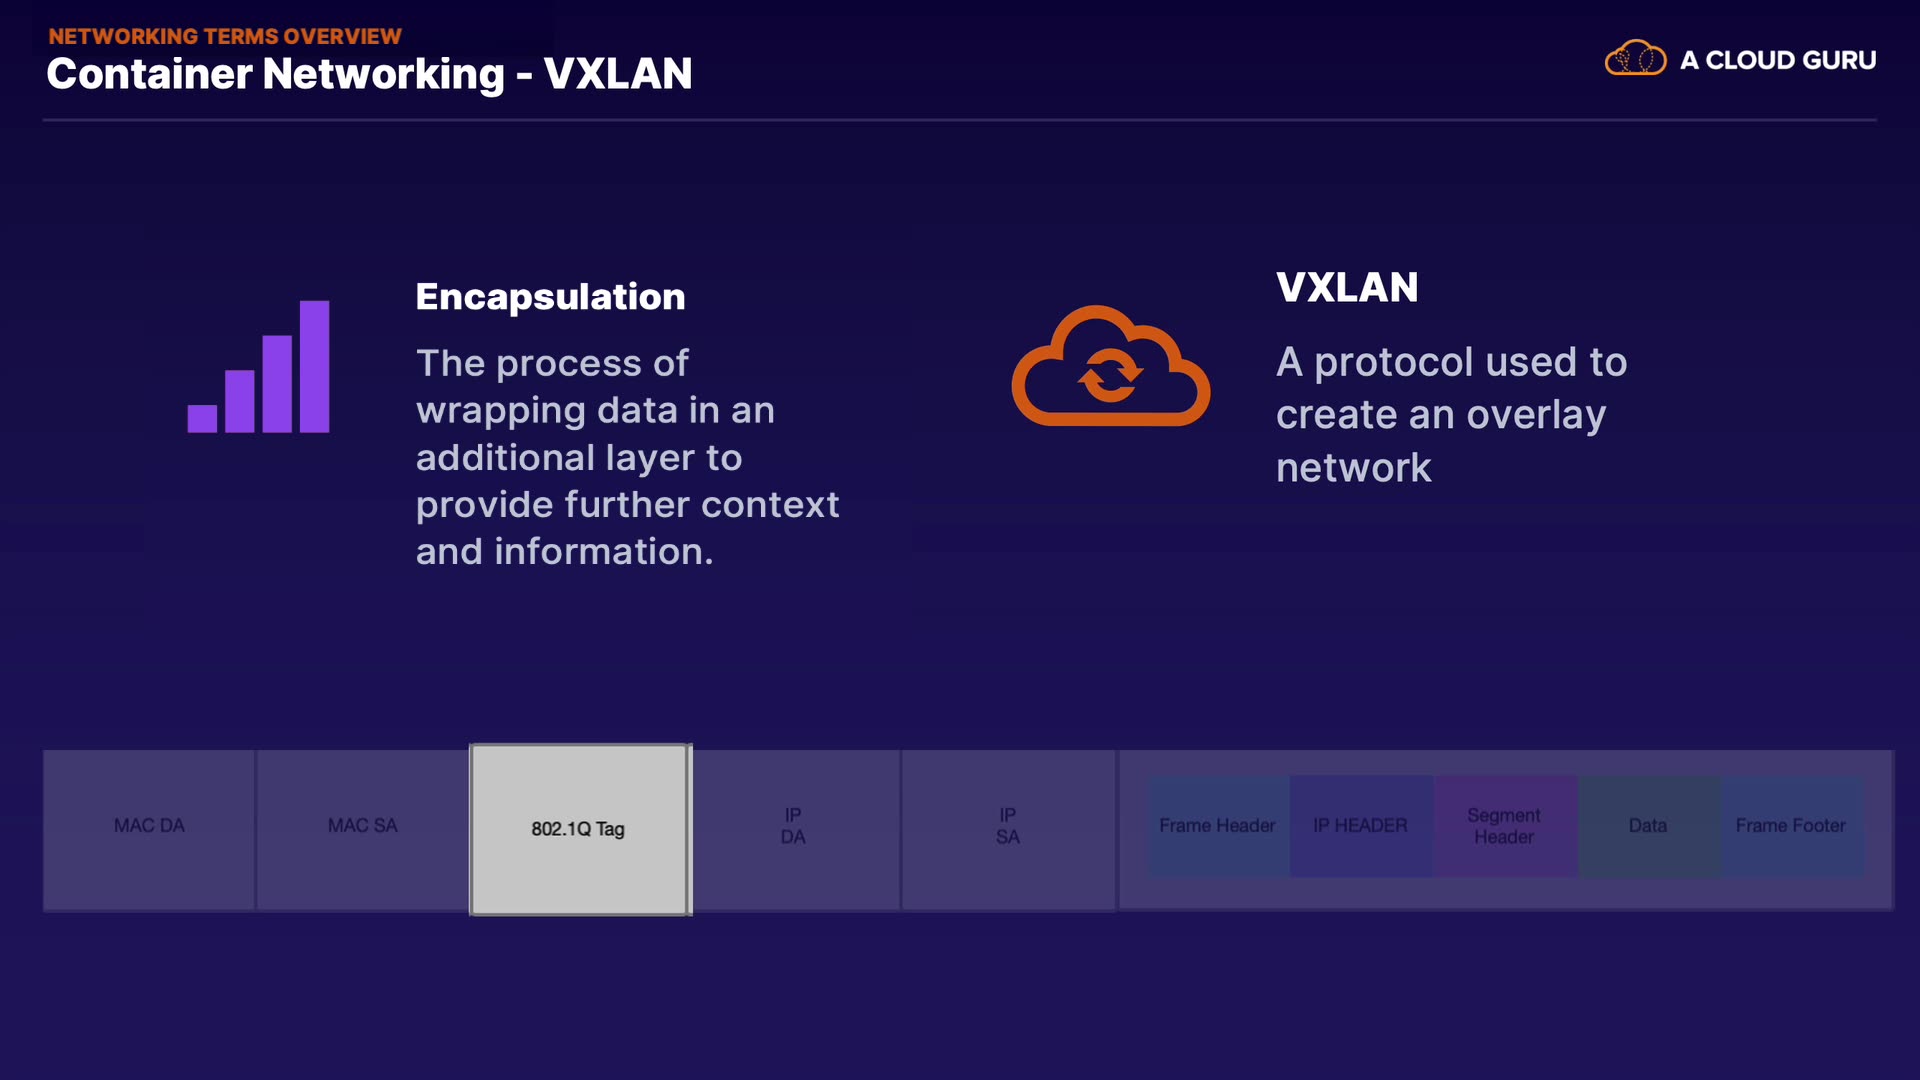 NETWORKING TERMS OVERVIEW
Container Networking - VXLAN
A CLOUD GURU
Encapsulation
The process of
wrapping data in an
additional layer to
provide further context
and information.
VXLAN
A protocol used to
create an overlay
network
MAC DA
MAC SA
802.1Q Tag
IP
DA
IP
SA
Frame Header
IP HEADER
Segment
Header
Data
Frame Footer